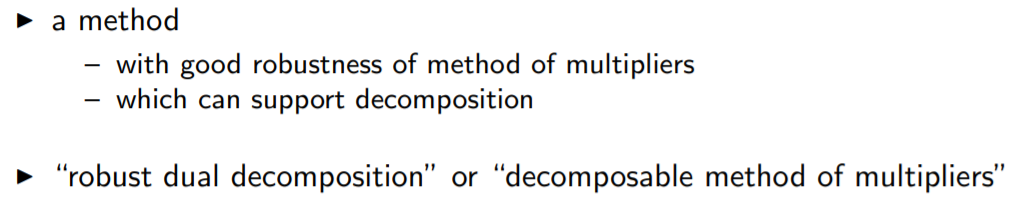 ▶ a method
– with good robustness of method of multipliers
– which can support decomposition
▶ “robust dual decomposition” or “decomposable method of multipliers”